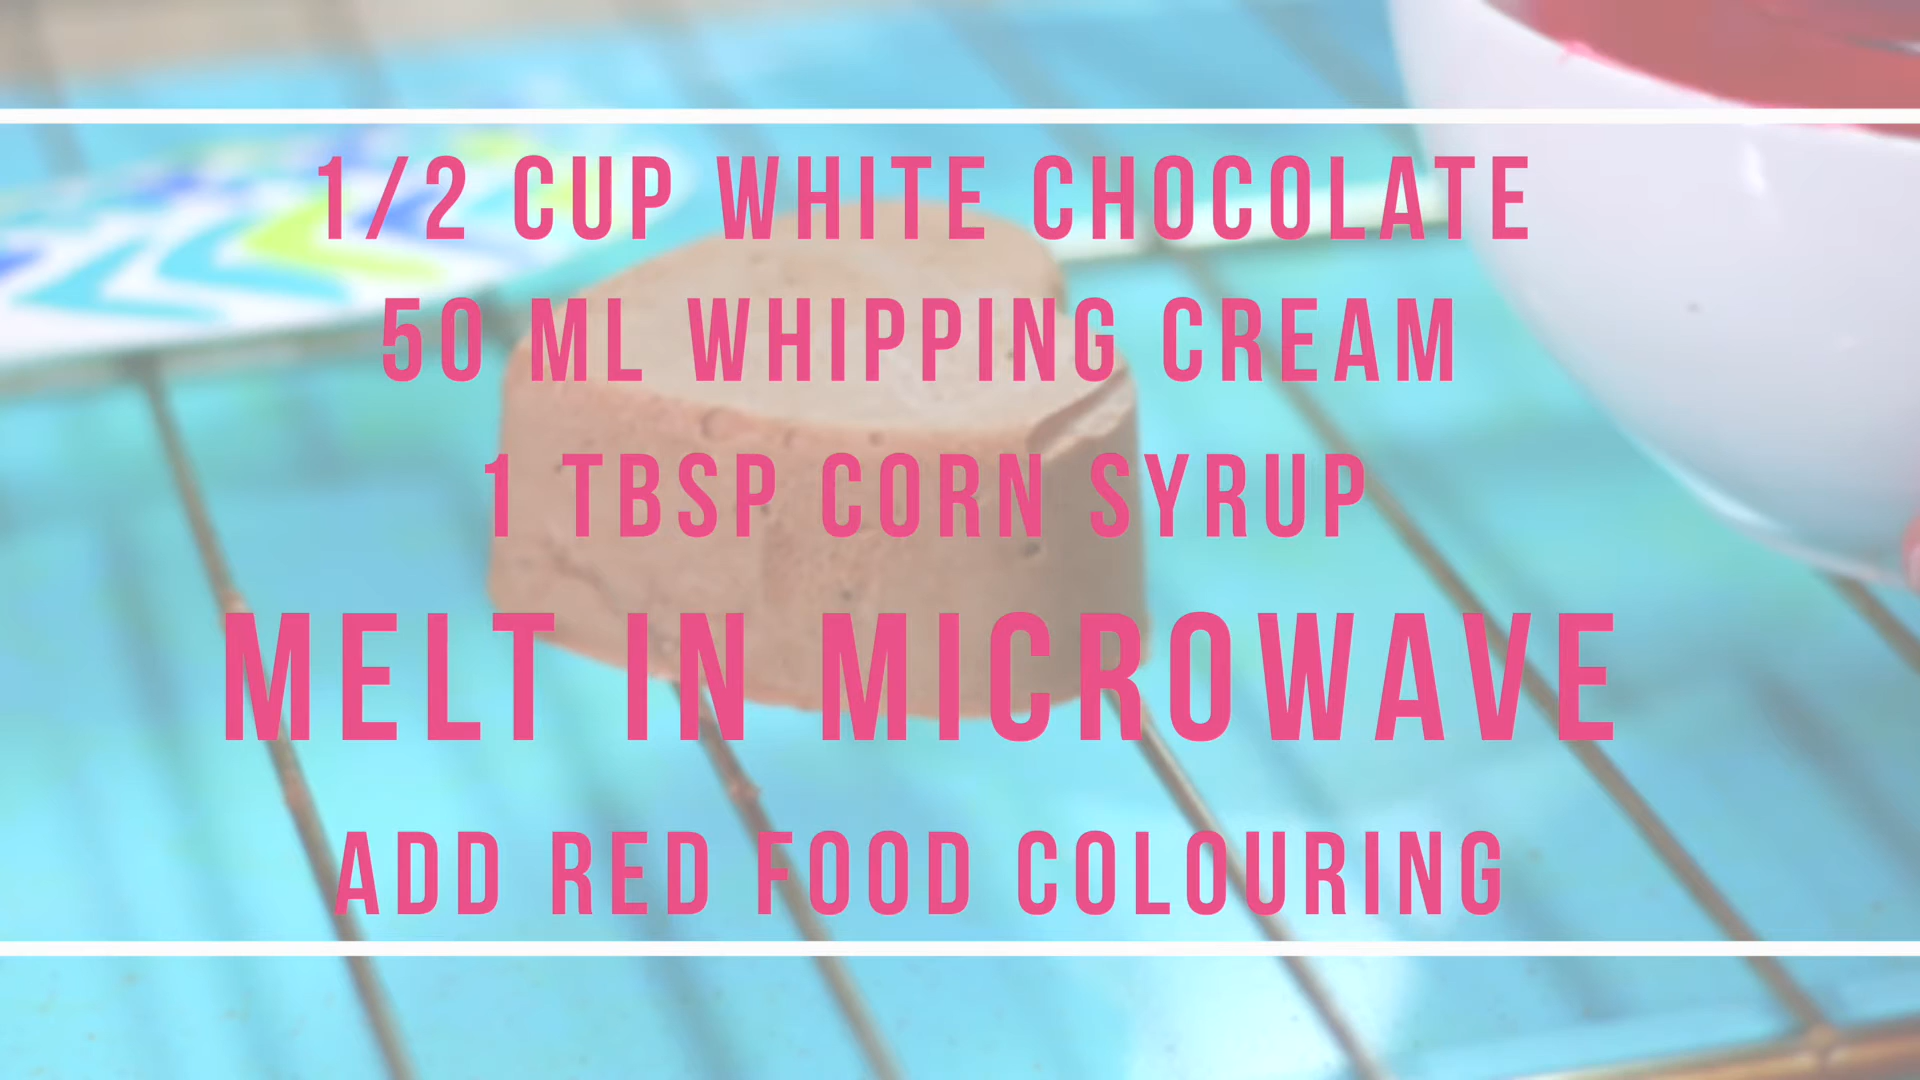 1/2 CUP WHITE CHOCOLATE
50 ML WHIPPING CREAM
1 TBSP CORN SYRUP
MELT IN MICROWAVE
ADD RED FOOD COLOURING